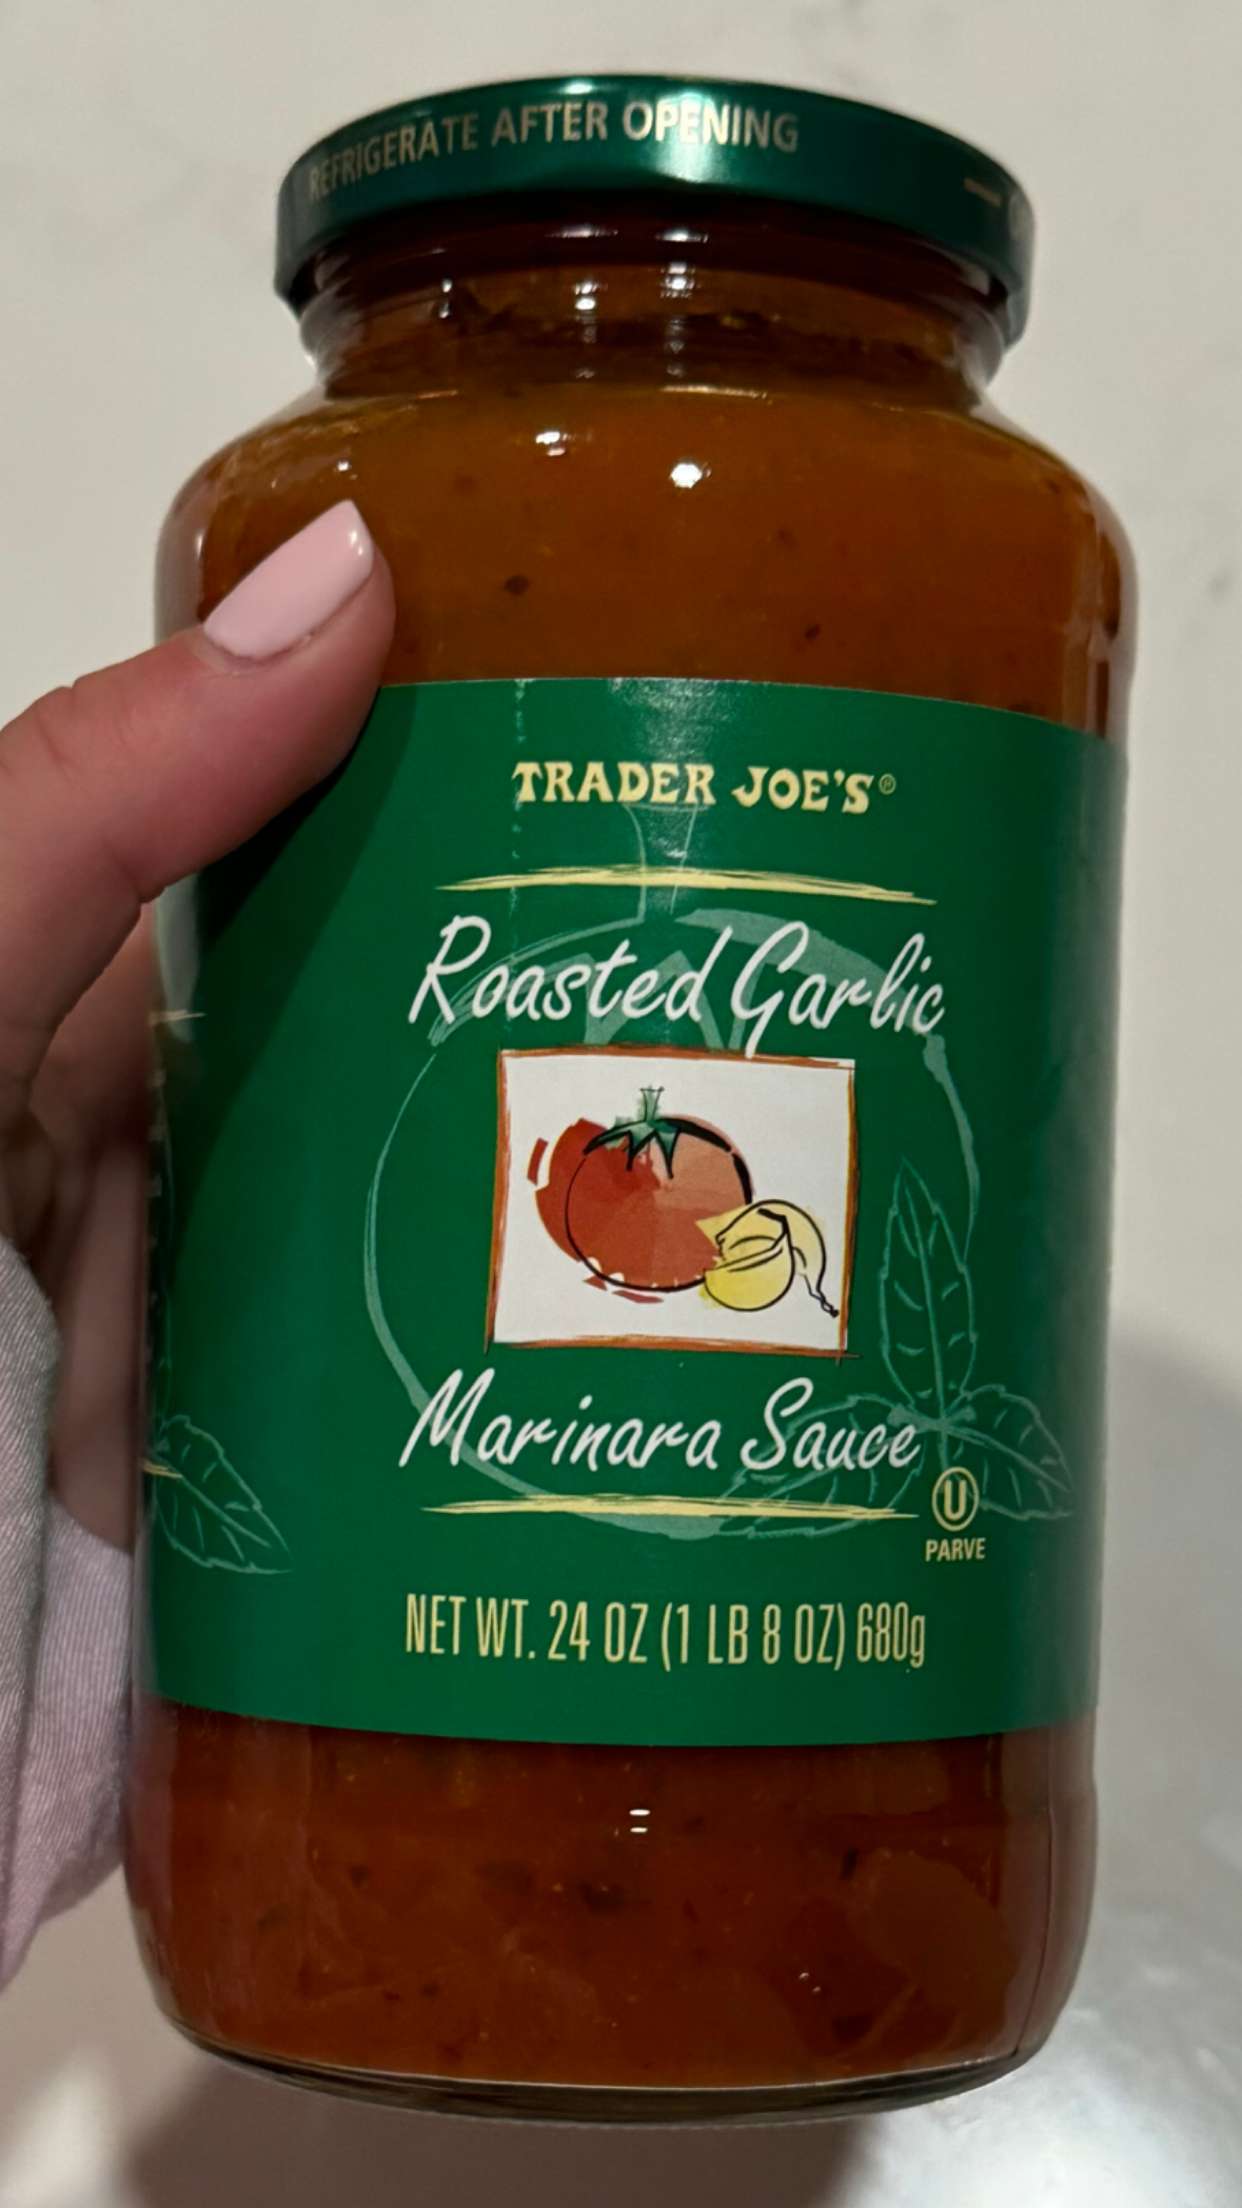 REFRIGERATE AFTER OPENING
TRADER JOE'S®
Roasted Garlic
Marinara Sauce
U
PARVE
NET WT. 24 OZ (1 LB 8 OZ) 680g